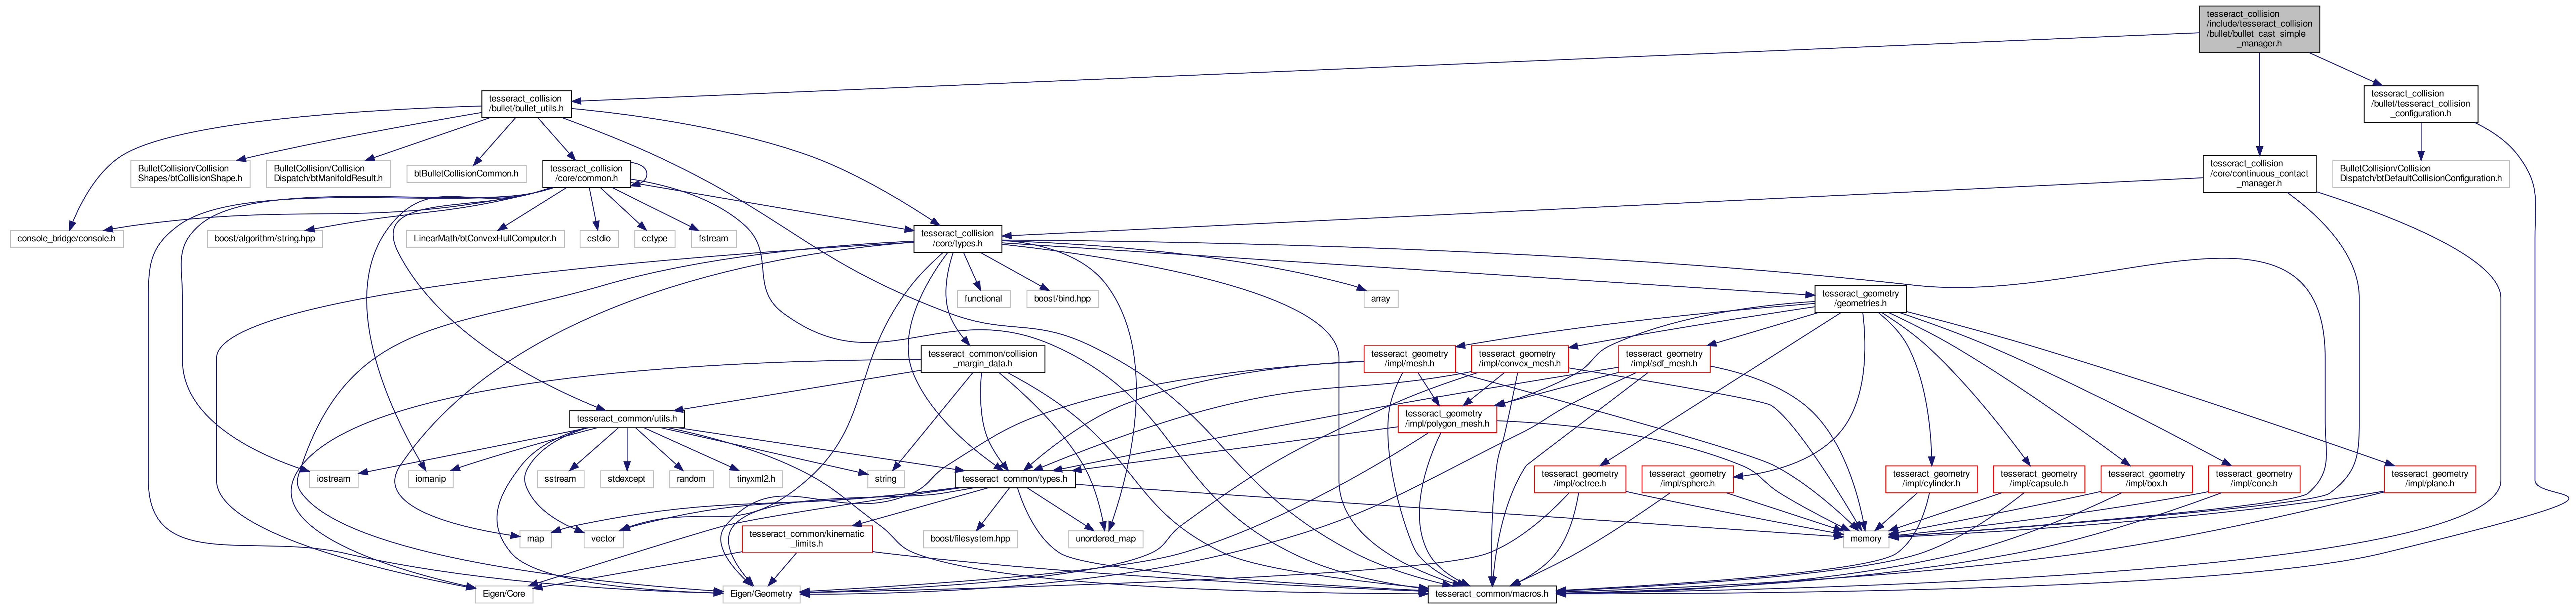 tesseract_collision
/include/tesseract_collision
/bullet/bullet_cast_simple
_manager.h
tesseract_collision
/bullet/bullet_utils.h
tesseract_collision
/bullet/tesseract_collision
_configuration.h
BulletCollision/Collision
Shapes/btCollisionShape.h
BulletCollision/Collision
Dispatch/btManifoldResult.h
btBulletCollisionCommon.h
tesseract_collision
/core/common.h
tesseract_collision
/core/continuous_contact
_manager.h
BulletCollision/Collision
Dispatch/btDefaultCollisionConfiguration.h
console_bridge/console.h
boost/algorithm/string.hpp
LinearMath/btConvexHullComputer.h
cstdio
cctype
fstream
tesseract_collision
/core/types.h
functional
boost/bind.hpp
array
tesseract_geometry
/geometries.h
tesseract_common/collision
_margin_data.h
tesseract_geometry
/impl/mesh.h
tesseract_geometry
/impl/convex_mesh.h
tesseract_geometry
/impl/sdf_mesh.h
tesseract_common/utils.h
tesseract_geometry
/impl/polygon_mesh.h
iostream
iomanip
sstream
stdexcept
random
tinyxml2.h
string
tesseract_common/types.h
tesseract_geometry
/impl/octree.h
tesseract_geometry
/impl/sphere.h
tesseract_geometry
/impl/cylinder.h
tesseract_geometry
/impl/capsule.h
tesseract_geometry
/impl/box.h
tesseract_geometry
/impl/cone.h
tesseract_geometry
/impl/plane.h
map
vector
tesseract_common/kinematic
_limits.h
boost/filesystem.hpp
unordered_map
memory
Eigen/Core
Eigen/Geometry
tesseract_common/macros.h